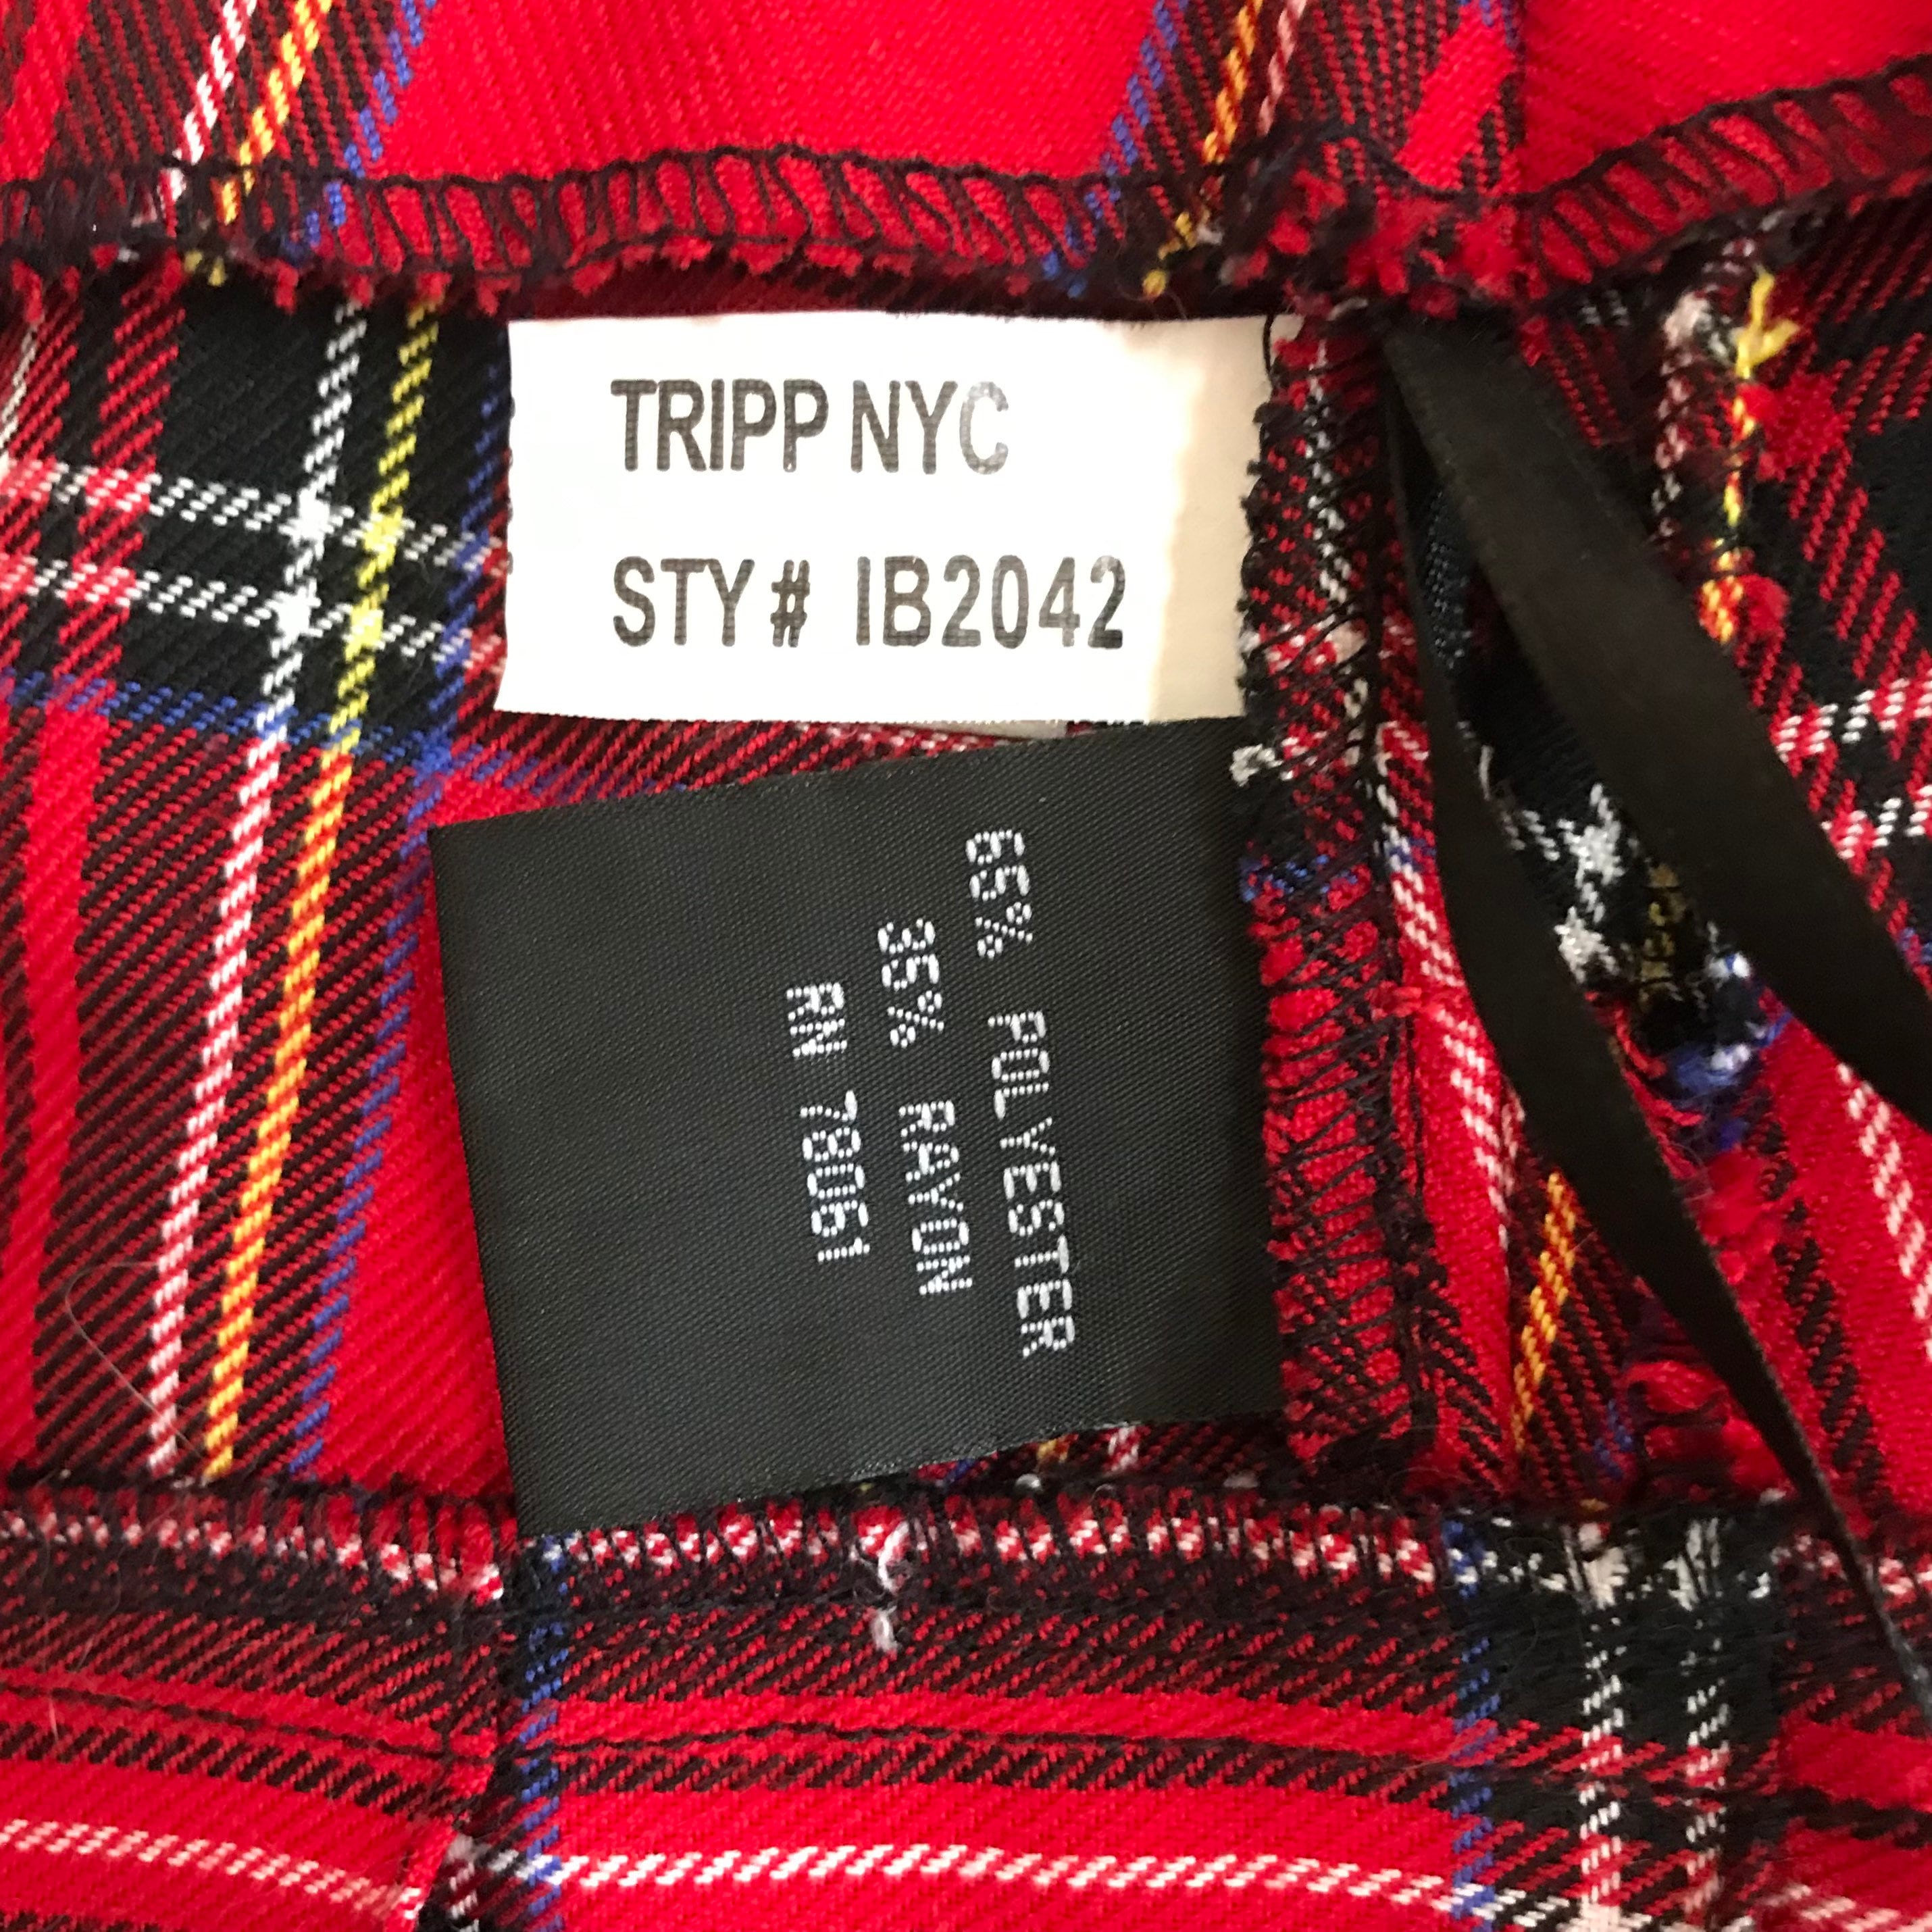 TRIPP NYC
STY# IB2042
65% POLYESTER
35% RAYON
RN 78061